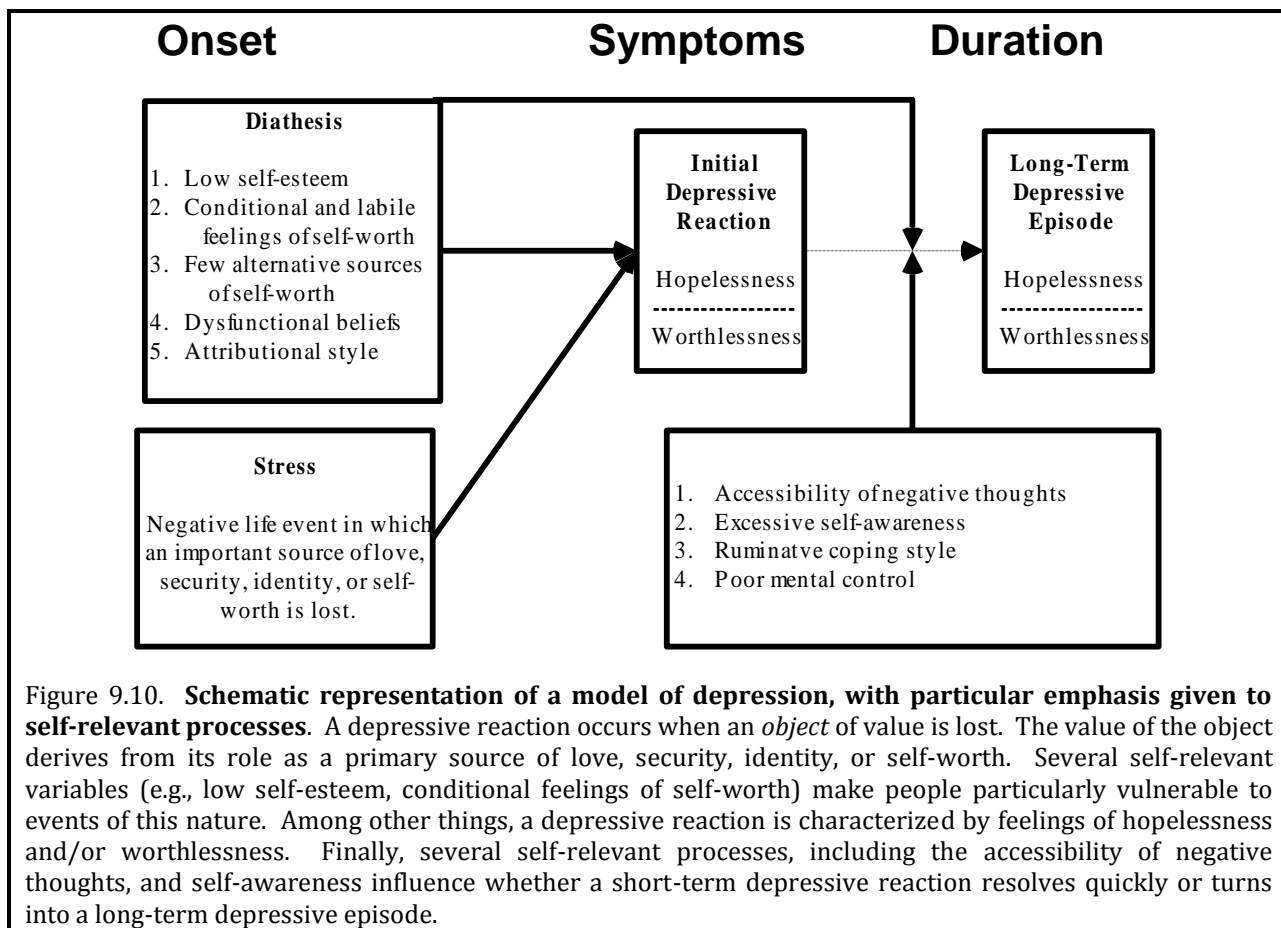 Onset Symptoms Duration
Diathesis
1. Low self-esteem
2. Conditional and labile
feelings of self-worth
3. Few alternative sources
of self-worth
4. Dysfunctional beliefs
5. Attributional style
Initial
Depressive
Reaction
Hopelessness
Worthlessness
Long-Term
Depressive
Episode
Hopelessness
Worthlessness
Stress
Negative life event in which
an important source of love,
security, identity, or self-
worth is lost.
1. Accessibility of negative thoughts
2. Excessive self-awareness
3. Ruminatve coping style
4. Poor mental control
Figure 9.10. Schematic representation of a model of depression, with particular emphasis given to
self-relevant processes. A depressive reaction occurs when an object of value is lost. The value of the object
derives from its role as a primary source of love, security, identity, or self-worth. Several self-relevant
variables (e.g., low self-esteem, conditional feelings of self-worth) make people particularly vulnerable to
events of this nature. Among other things, a depressive reaction is characterized by feelings of hopelessness
and/or worthlessness. Finally, several self-relevant processes, including the accessibility of negative
thoughts, and self-awareness influence whether a short-term depressive reaction resolves quickly or turns
into a long-term depressive episode.